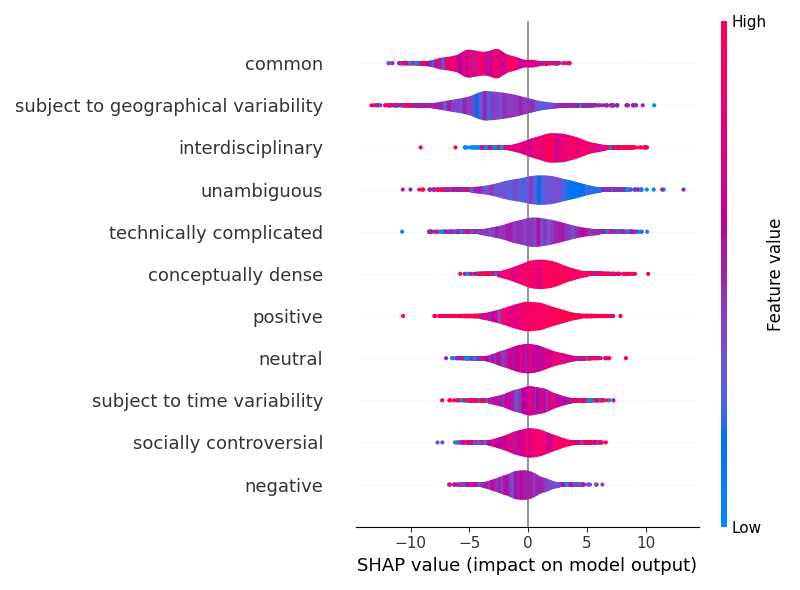 High
common
subject to geographical variability
interdisciplinary
unambiguous
technically complicated
conceptually dense
positive
neutral
subject to time variability
socially controversial
negative
Feature value
Low
−10 −5 0 5 10
SHAP value (impact on model output)